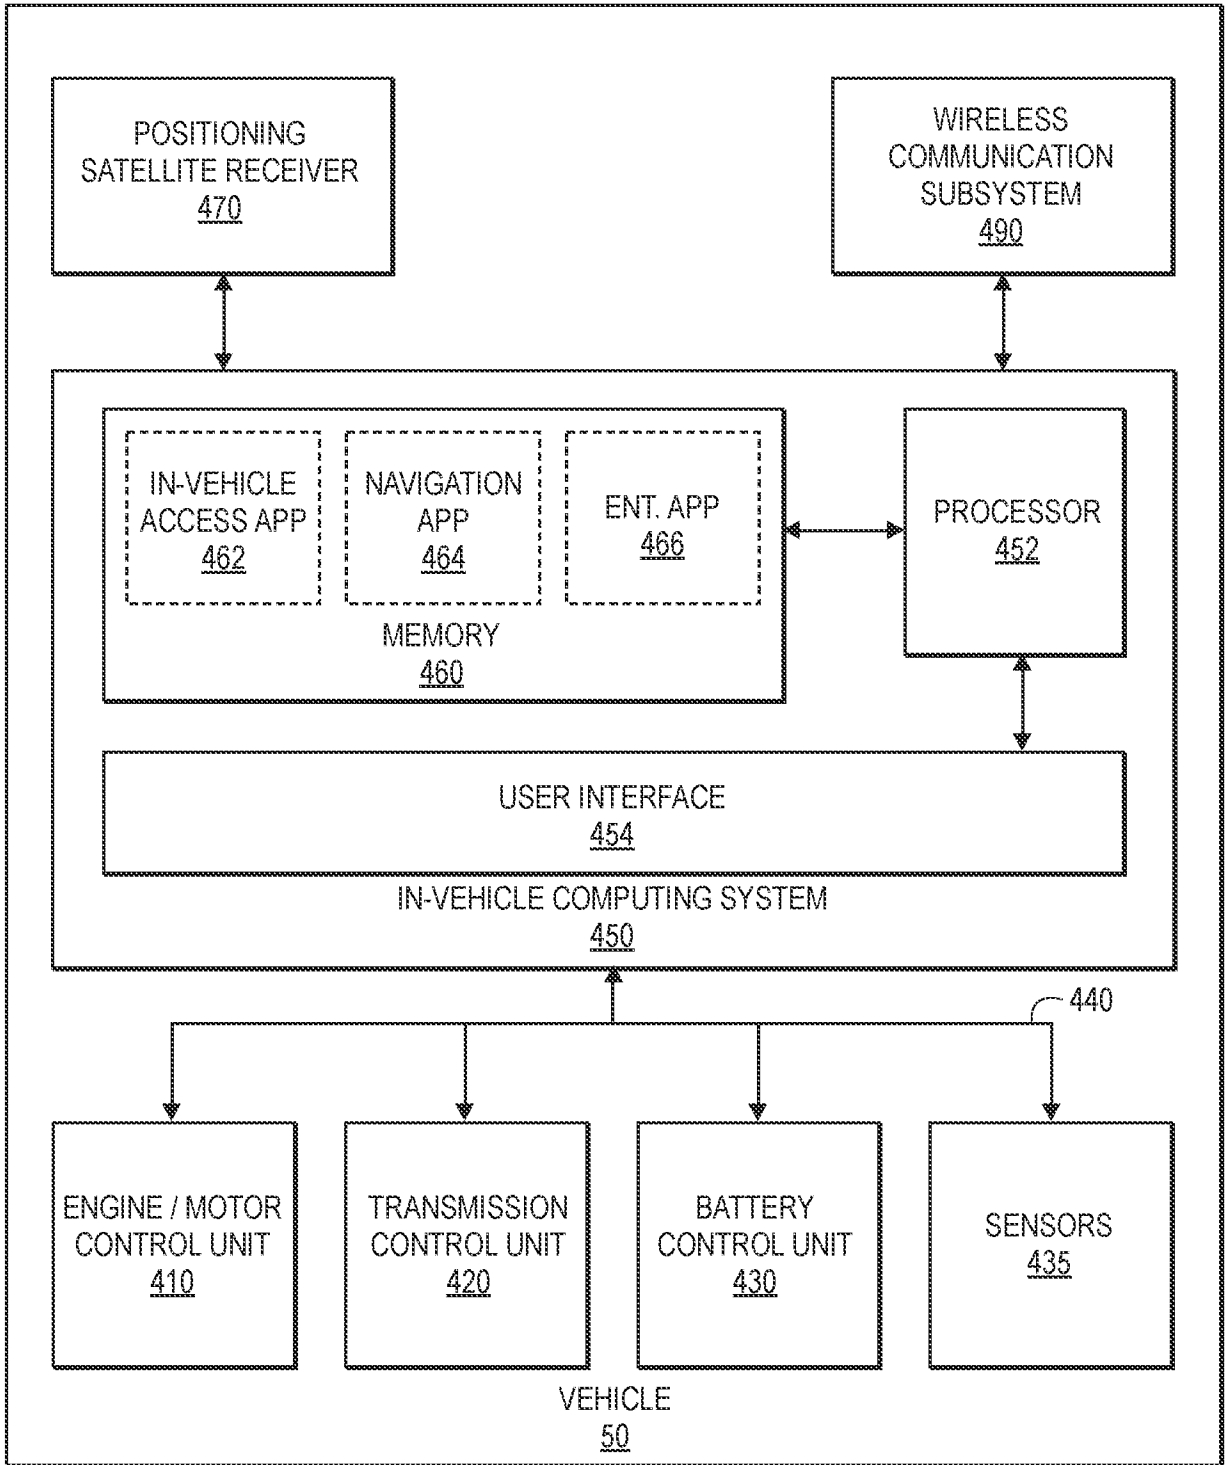 POSITIONING
SATELLITE RECEIVER
470
WIRELESS
COMMUNICATION
SUBSYSTEM
490
IN-VEHICLE
ACCESS APP
462
NAVIGATION
APP
464
ENT. APP
466
MEMORY
460
PROCESSOR
452
USER INTERFACE
454
IN-VEHICLE COMPUTING SYSTEM
450
440
ENGINE / MOTOR
CONTROL UNIT
410
TRANSMISSION
CONTROL UNIT
420
BATTERY
CONTROL UNIT
430
SENSORS
435
VEHICLE
50